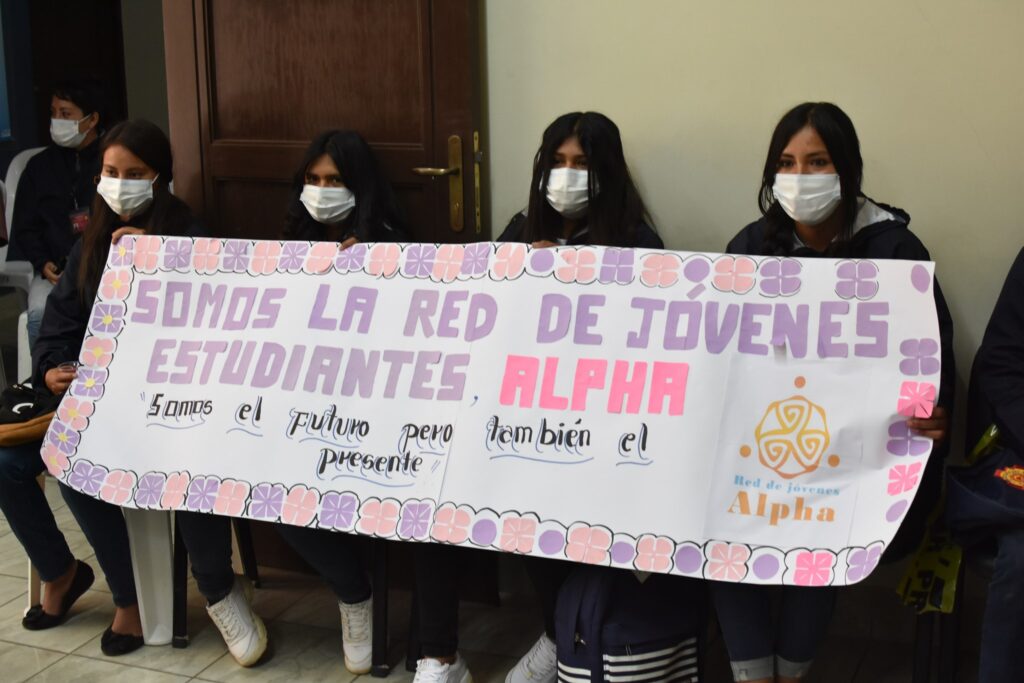 SOMOS LA RED DE JÓVENES
ESTUDIANTES, ALPHA
"Somos el Futuro pero también el
presente"
Red de jóvenes
Alpha